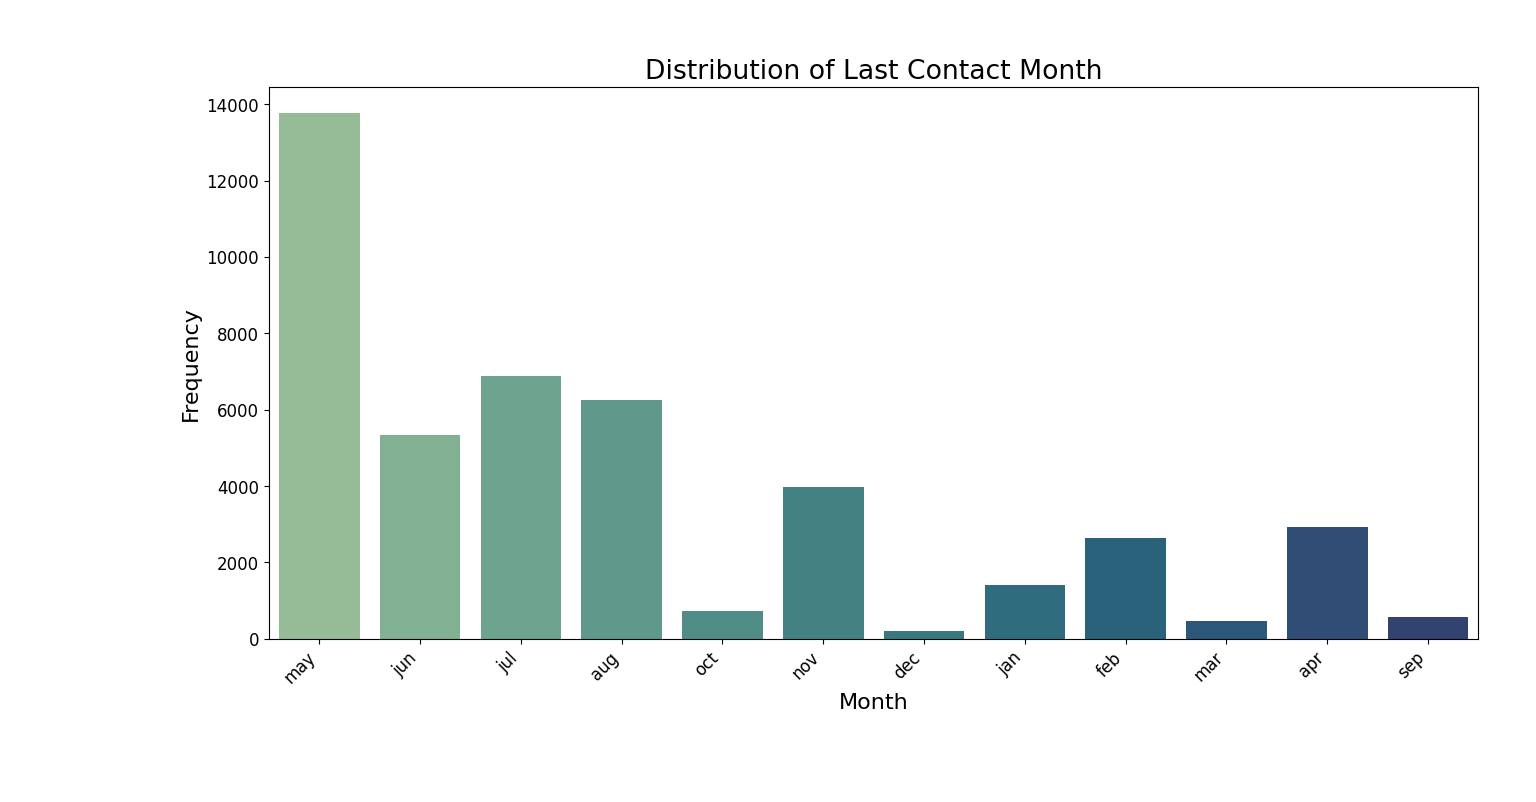 Distribution of Last Contact Month
14000
12000
10000
8000
6000
4000
2000
0
Frequency
may jun jul aug oct nov dec jan feb mar apr sep
Month